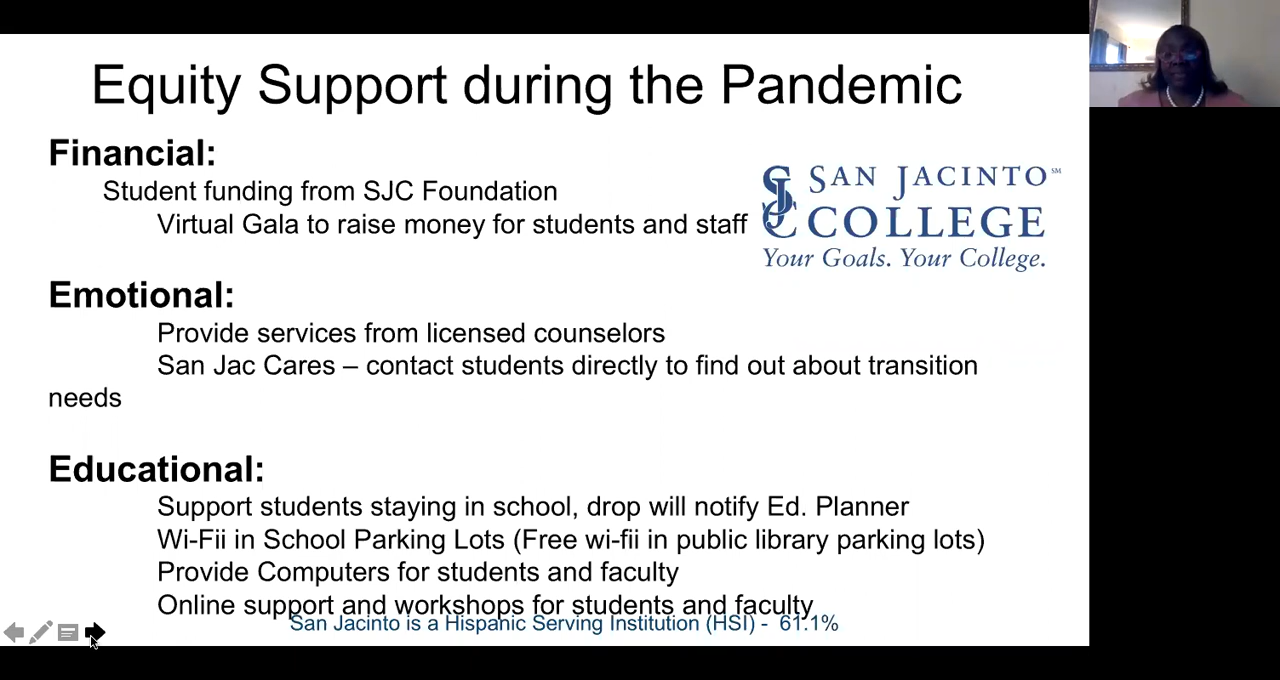 Equity Support during the Pandemic
Financial:
Student funding from SJC Foundation
Virtual Gala to raise money for students and staff
SAN JACINTO℠
COLLEGE
Your Goals. Your College.
Emotional:
Provide services from licensed counselors
San Jac Cares – contact students directly to find out about transition
needs
Educational:
Support students staying in school, drop will notify Ed. Planner
Wi-Fii in School Parking Lots (Free wi-fii in public library parking lots)
Provide Computers for students and faculty
Online support and workshops for students and faculty
San Jacinto is a Hispanic Serving Institution (HSI) - 61.1%